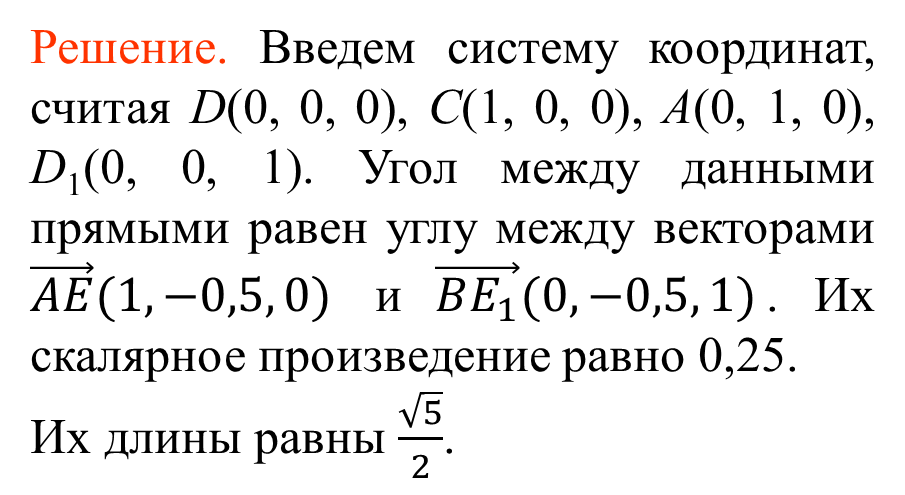 Решение. Введем систему координат,
считая D(0, 0, 0), C(1, 0, 0), A(0, 1, 0),
D₁(0, 0, 1). Угол между данными
прямыми равен углу между векторами
$\overrightarrow{AE}$(1, −0,5, 0) и $\overrightarrow{BE_1}$(0, −0,5, 1). Их
скалярное произведение равно 0,25.
Их длины равны $\frac{\sqrt{5}}{2}$.